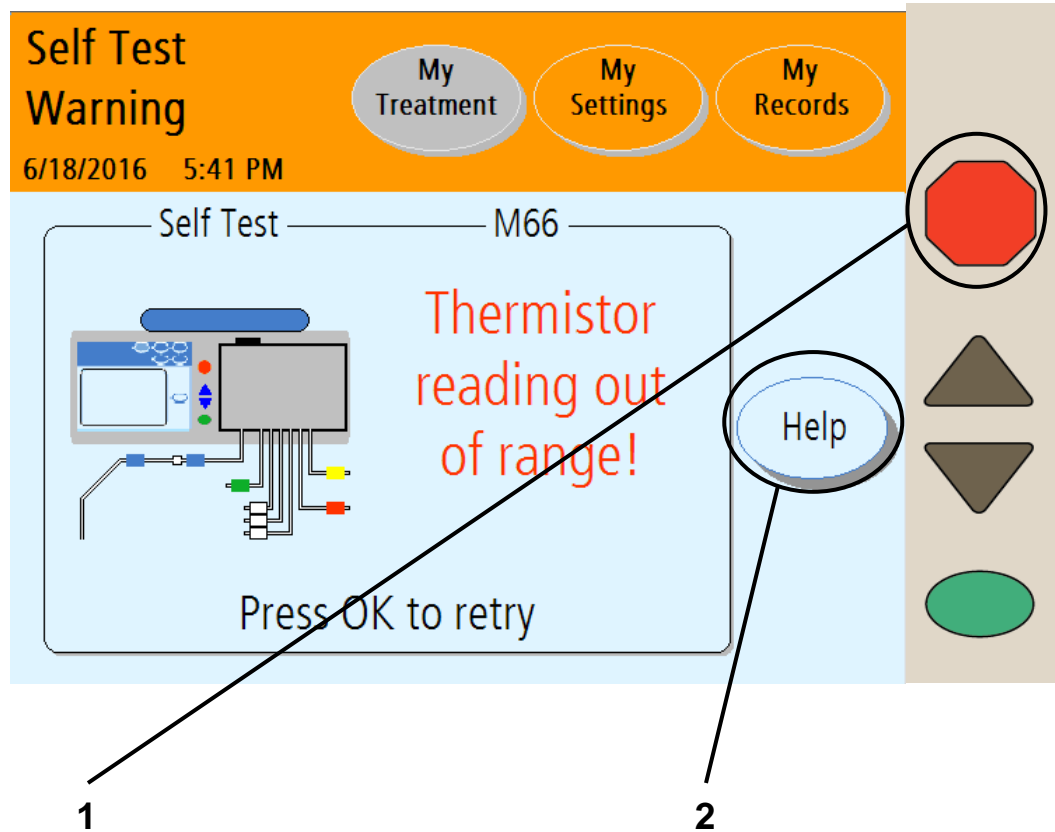 Self Test
Warning
6/18/2016 5:41 PM
My
Treatment
My
Settings
My
Records
Self Test
M66
Thermistor
reading out
of range!
Help
Press OK to retry
1
2